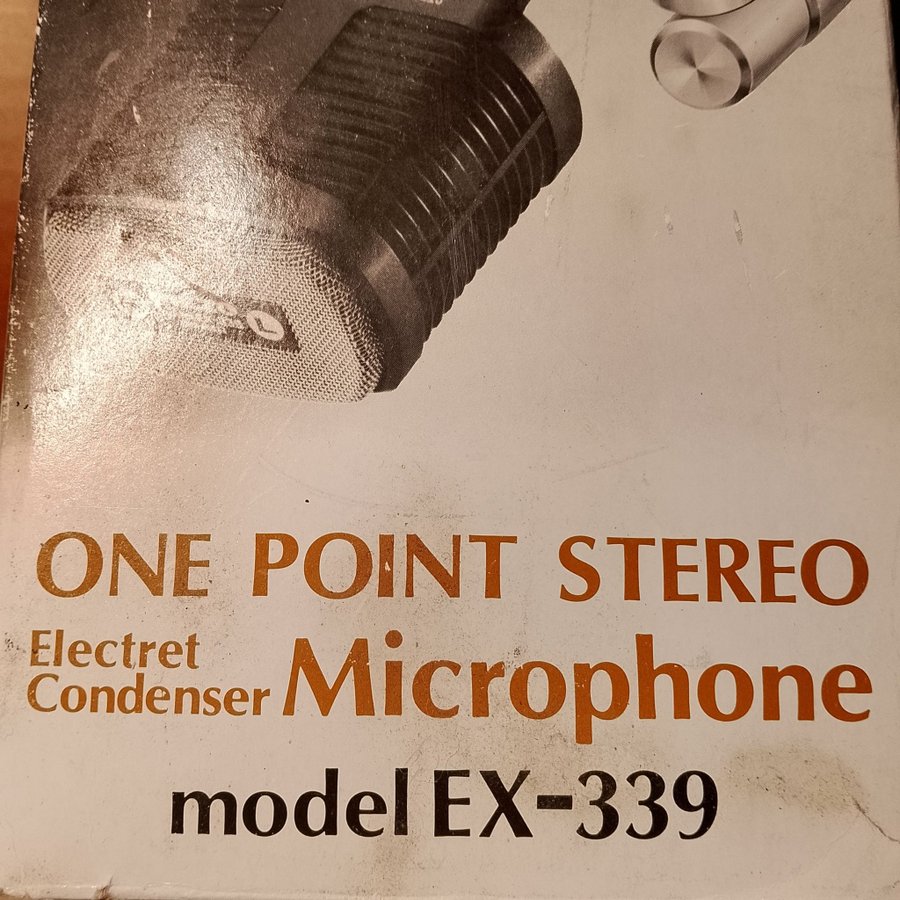 ONE POINT STEREO
Electret
Condenser Microphone
model EX-339